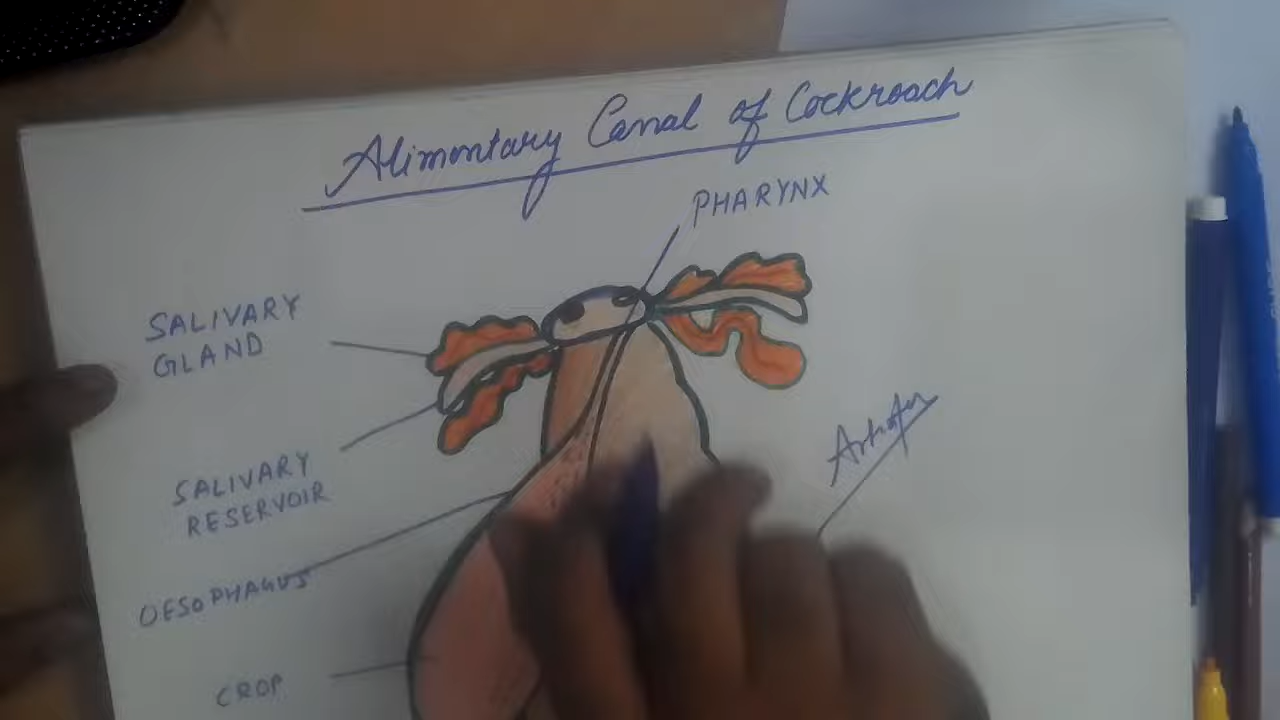 Alimentary Canal of Cockroach
PHARYNX
SALIVARY
GLAND
SALIVARY
RESERVOIR
OESOPHAGUS
CROP